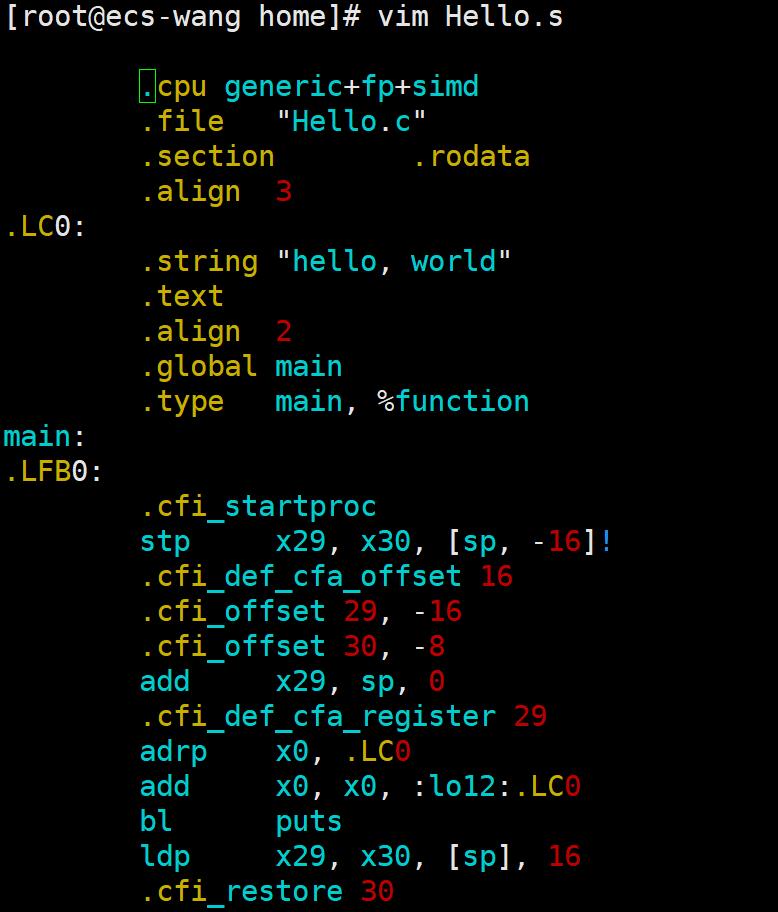 [root@ecs-wang home]# vim Hello.s
.cpu generic+fp+simd
.file "Hello.c"
.section .rodata
.align 3
.LC0:
.string "hello, world"
.text
.align 2
.global main
.type main, %function
main:
.LFB0:
.cfi_startproc
stp x29, x30, [sp, -16]!
.cfi_def_cfa_offset 16
.cfi_offset 29, -16
.cfi_offset 30, -8
add x29, sp, 0
.cfi_def_cfa_register 29
adrp x0, .LC0
add x0, x0, :lo12:.LC0
bl puts
ldp x29, x30, [sp], 16
.cfi_restore 30